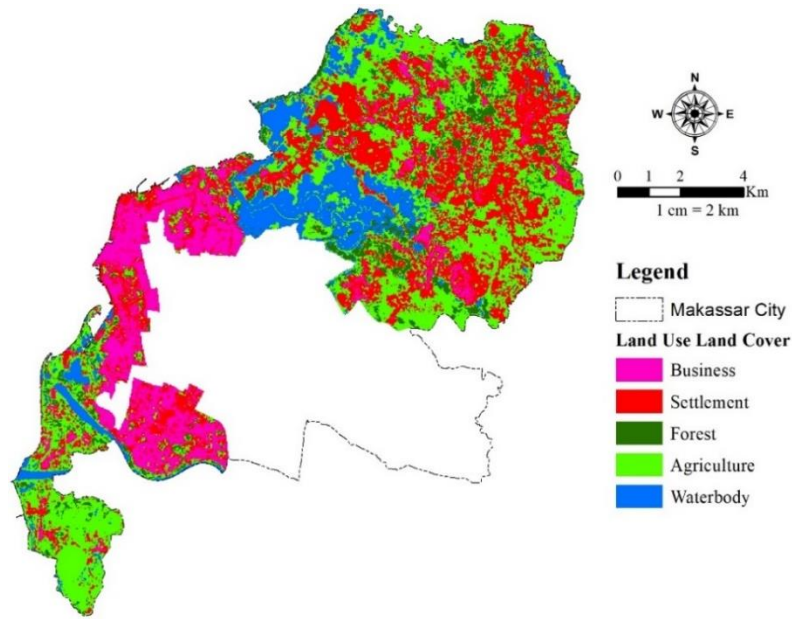 N
W E
S
0 1 2 4
Km
1 cm = 2 km
Legend
Makassar City
Land Use Land Cover
Business
Settlement
Forest
Agriculture
Waterbody